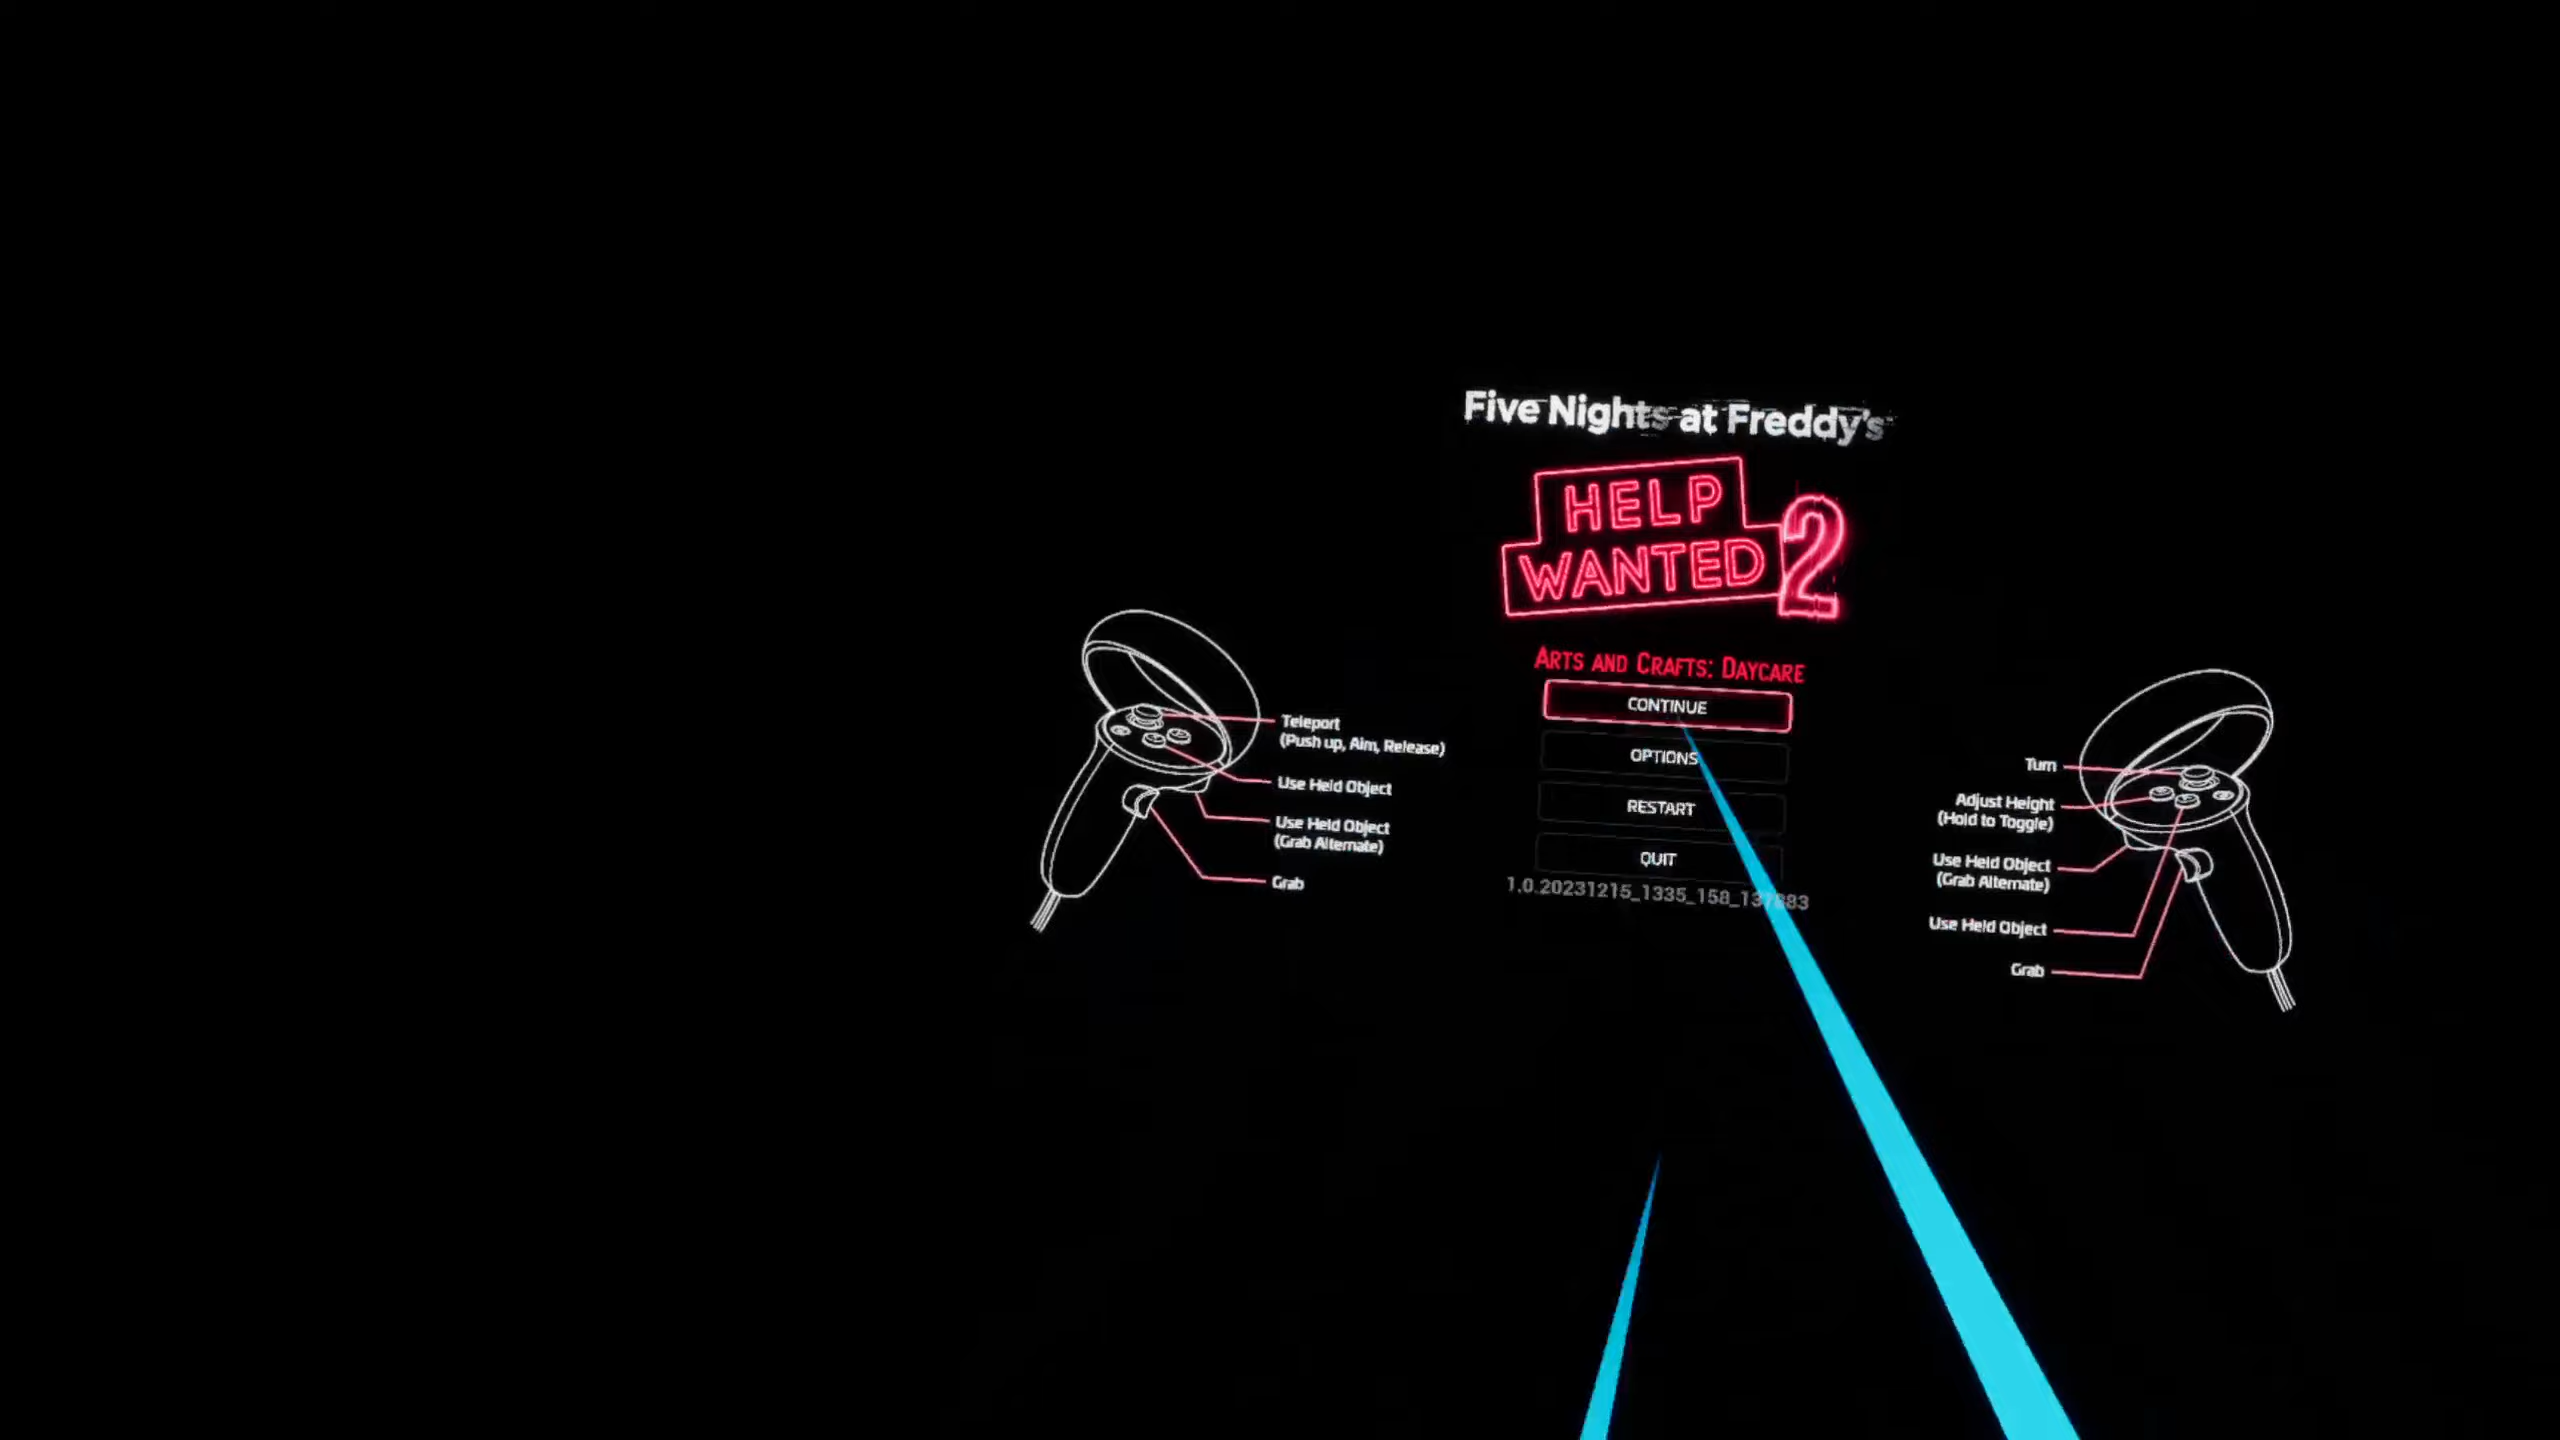 Five Nights at Freddy's
HELP
WANTED 2
ARTS AND CRAFTS: DAYCARE
CONTINUE
OPTIONS
RESTART
QUIT
Teleport
(Push up, Aim, Release)
Use Held Object
Use Held Object
(Grab Alternate)
Grab
Turn
Adjust Height
(Hold to Toggle)
Use Held Object
(Grab Alternate)
Use Held Object
Grab